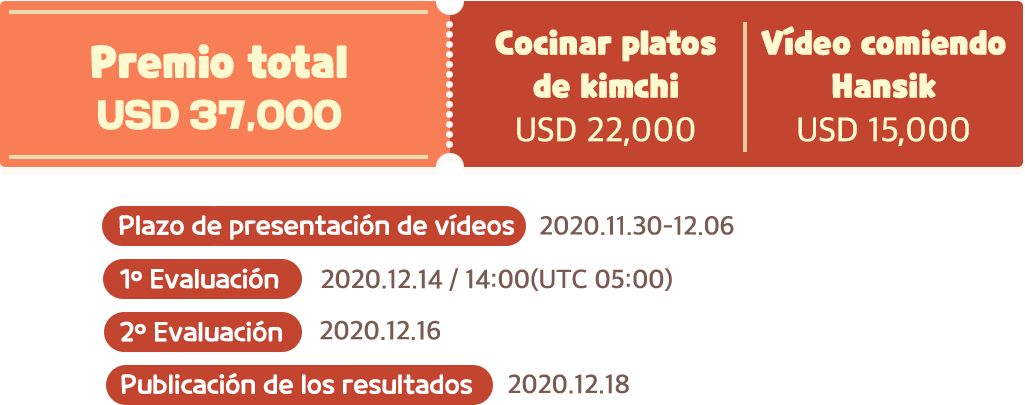 Premio total
USD 37,000
Cocinar platos
de kimchi
USD 22,000
Vídeo comiendo
Hansik
USD 15,000
Plazo de presentación de vídeos 2020.11.30-12.06
1º Evaluación 2020.12.14 / 14:00(UTC 05:00)
2º Evaluación 2020.12.16
Publicación de los resultados 2020.12.18